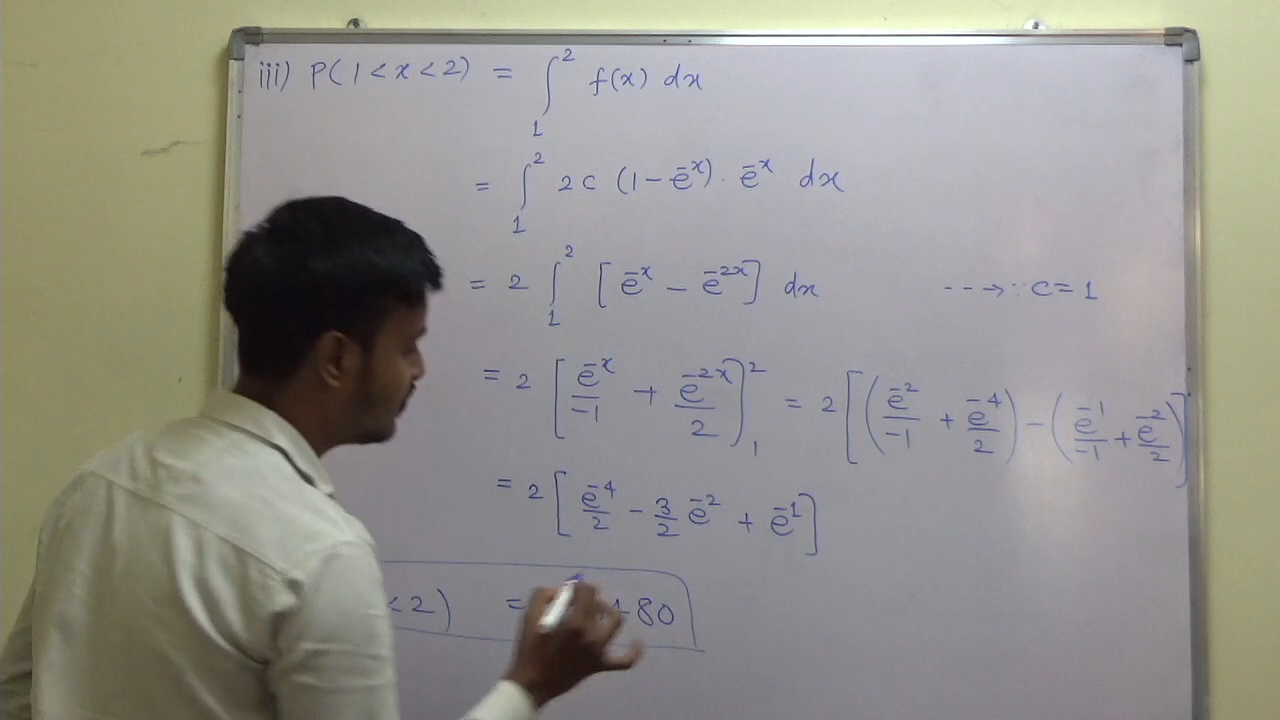 iii) P(1<x<2) = ∫₁² f(x) dx
= ∫₁² 2c (1 - e⁻ˣ) · e⁻ˣ dx
= 2 ∫₁² [e⁻ˣ - e⁻²ˣ] dx ---→ ∵ c = 1
= 2 [e⁻ˣ/-1 + e⁻²ˣ/2]₁² = 2 [(e⁻²/-1 + e⁻⁴/2) - (e⁻¹/-1 + e⁻²/2)]
= 2 [e⁻⁴/2 - 3/2 e⁻² + e⁻¹]
<2) = 80